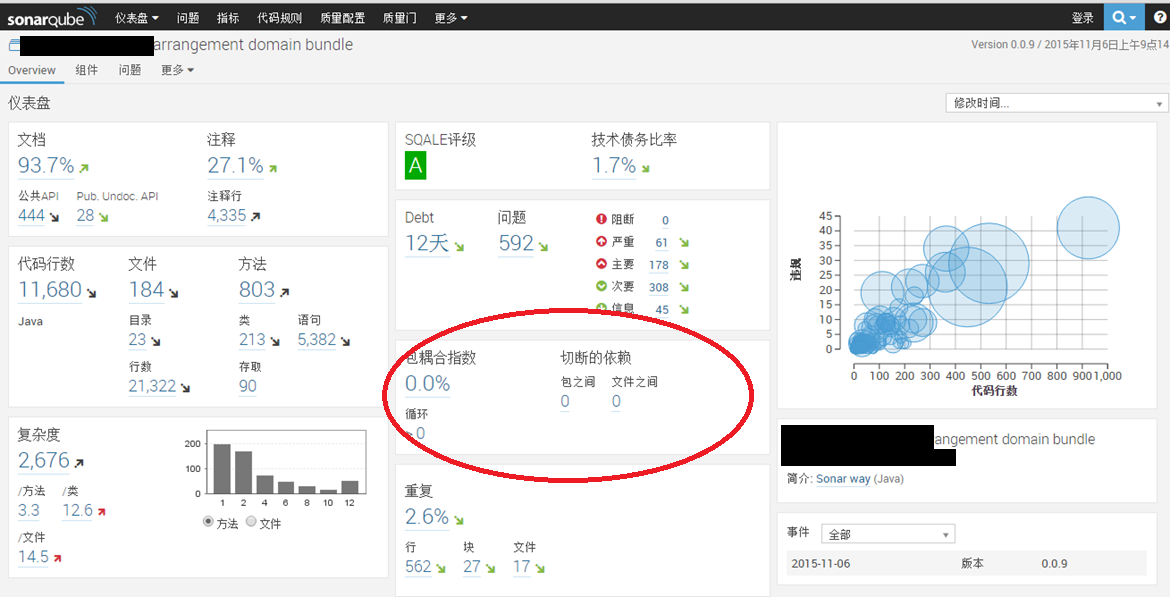 sonarqube 仪表盘 问题 指标 代码规则 质量配置 质量门 更多 登录 ?
arrangement domain bundle Version 0.0.9 / 2015年11月6日上午9点14
Overview 组件 问题 更多
仪表盘 修改时间...
文档 注释
93.7% 27.1%
公共API Pub. Undoc. API 注释行
444 28 4,335
代码行数 文件 方法
11,680 184 803
Java 目录 类 语句
23 213 5,382
行数 存取
21,322 90
复杂度
2,676
/方法 /类
3.3 12.6
/文件
14.5
200
100
0
1 2 4 6 8 10 12
方法 文件
SQALE评级 技术债务比率
A 1.7%
Debt 问题
12天 592
阻断 0
严重 61
主要 178
次要 308
信息 45
包耦合指数 切断的依赖
0.0% 包之间 文件之间
0 0
循环
> 0
重复
2.6%
行 块 文件
562 27 17
违规
45
40
35
30
25
20
15
10
5
0
0 100 200 300 400 500 600 700 800 900 1,000
代码行数
angement domain bundle
简介: Sonar way (Java)
事件 全部
2015-11-06 版本 0.0.9